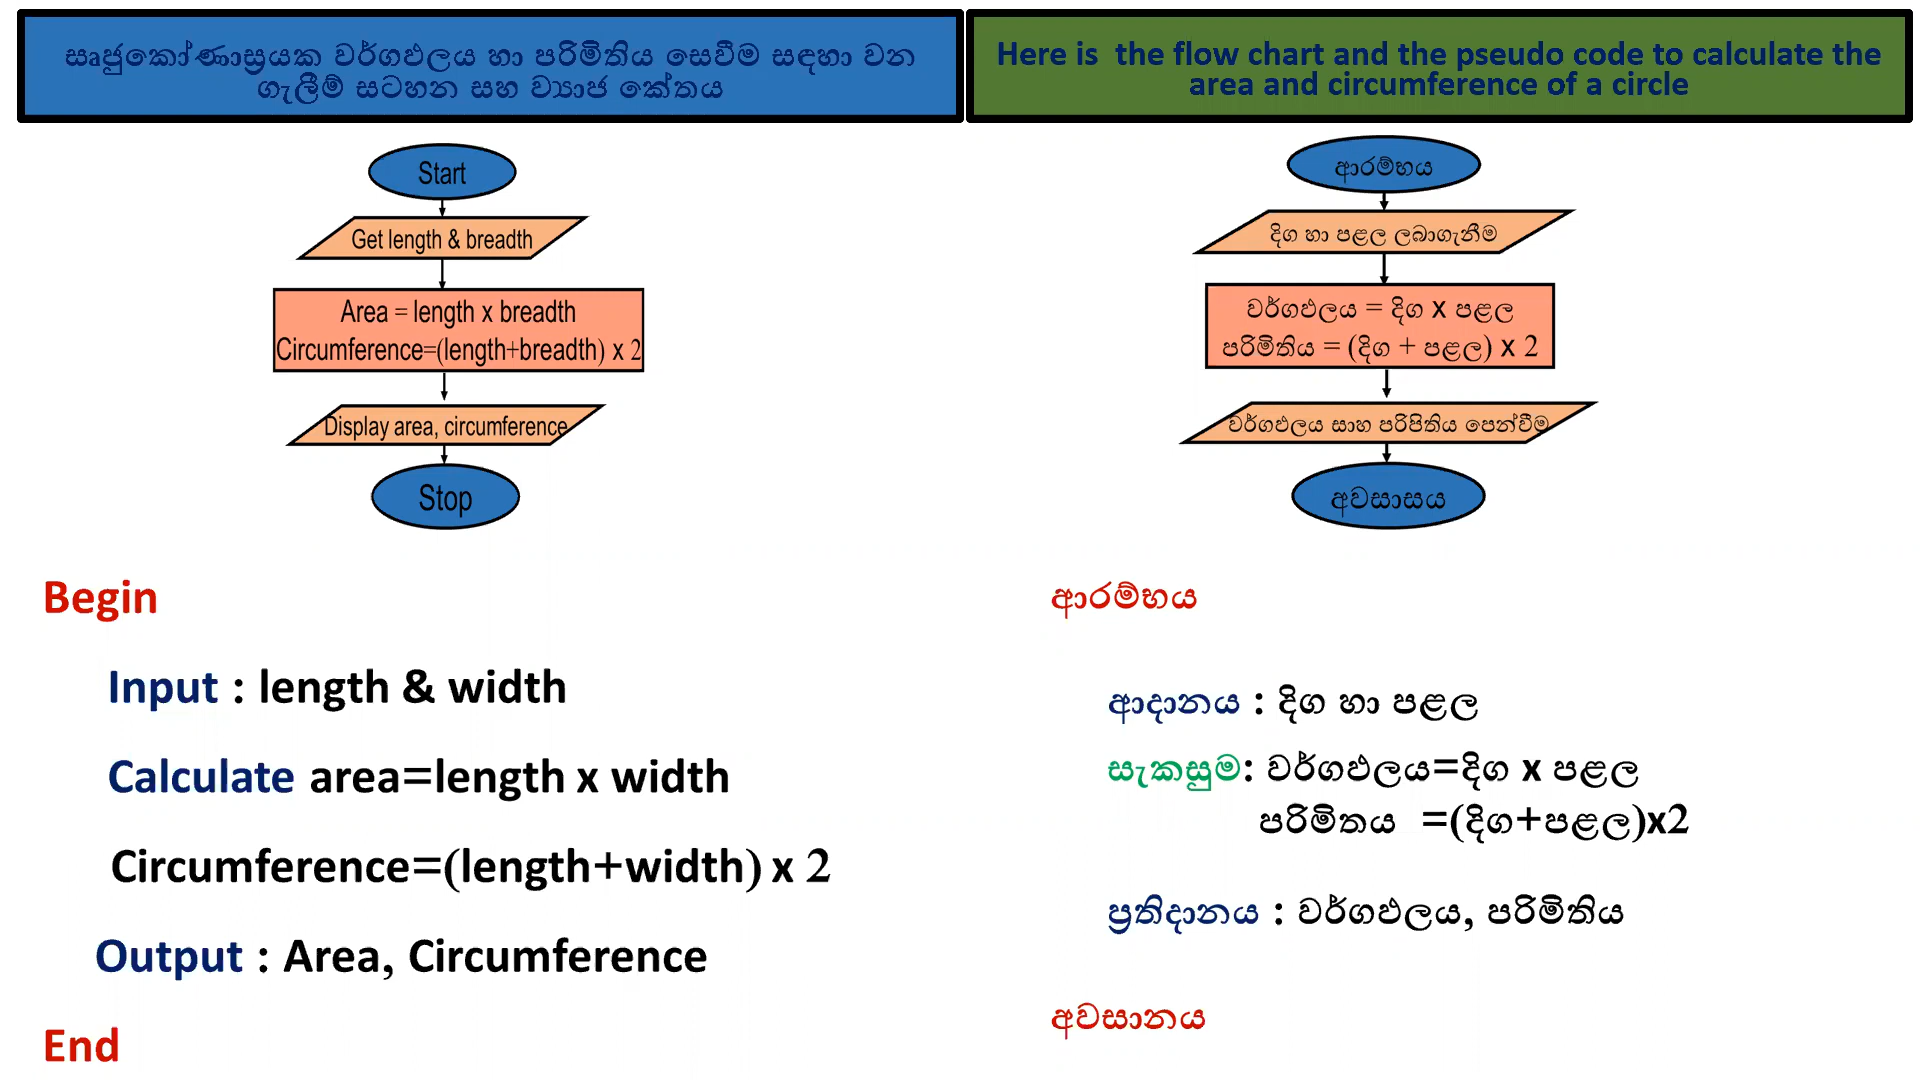 සෘජුකෝණාස්‍රයක වර්ගඵලය හා පරිමිතිය සෙවීම සඳහා වන
ගැලීම් සටහන සහ ව්‍යාජ කේතය
Here is the flow chart and the pseudo code to calculate the
area and circumference of a circle
Start
Get length & breadth
Area = length x breadth
Circumference=(length+breadth) x 2
Display area, circumference
Stop
ආරම්භය
දිග හා පළල ලබාගැනීම
වර්ගඵලය = දිග x පළල
පරිමිතිය = (දිග + පළල) x 2
වර්ගඵලය සාහ පරිපිතිය පෙන්වීම
අවසාසය
Begin
Input : length & width
Calculate area=length x width
Circumference=(length+width) x 2
Output : Area, Circumference
End
ආරම්භය
ආදානය : දිග හා පළල
සැකසුම: වර්ගඵලය=දිග x පළල
පරිමිතය =(දිග+පළල)x2
ප්‍රතිදානය : වර්ගඵලය, පරිමිතිය
අවසානය